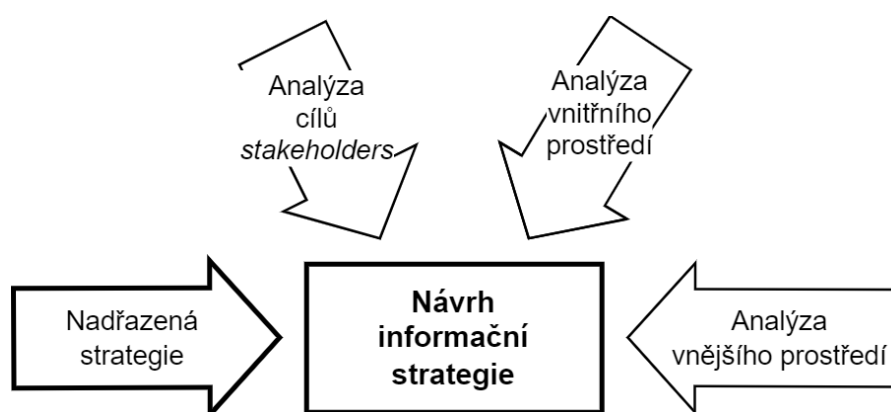 Analýza
cílů
stakeholders
Analýza
vnitřního
prostředí
Nadřazená
strategie
Návrh
informační
strategie
Analýza
vnějšího prostředí